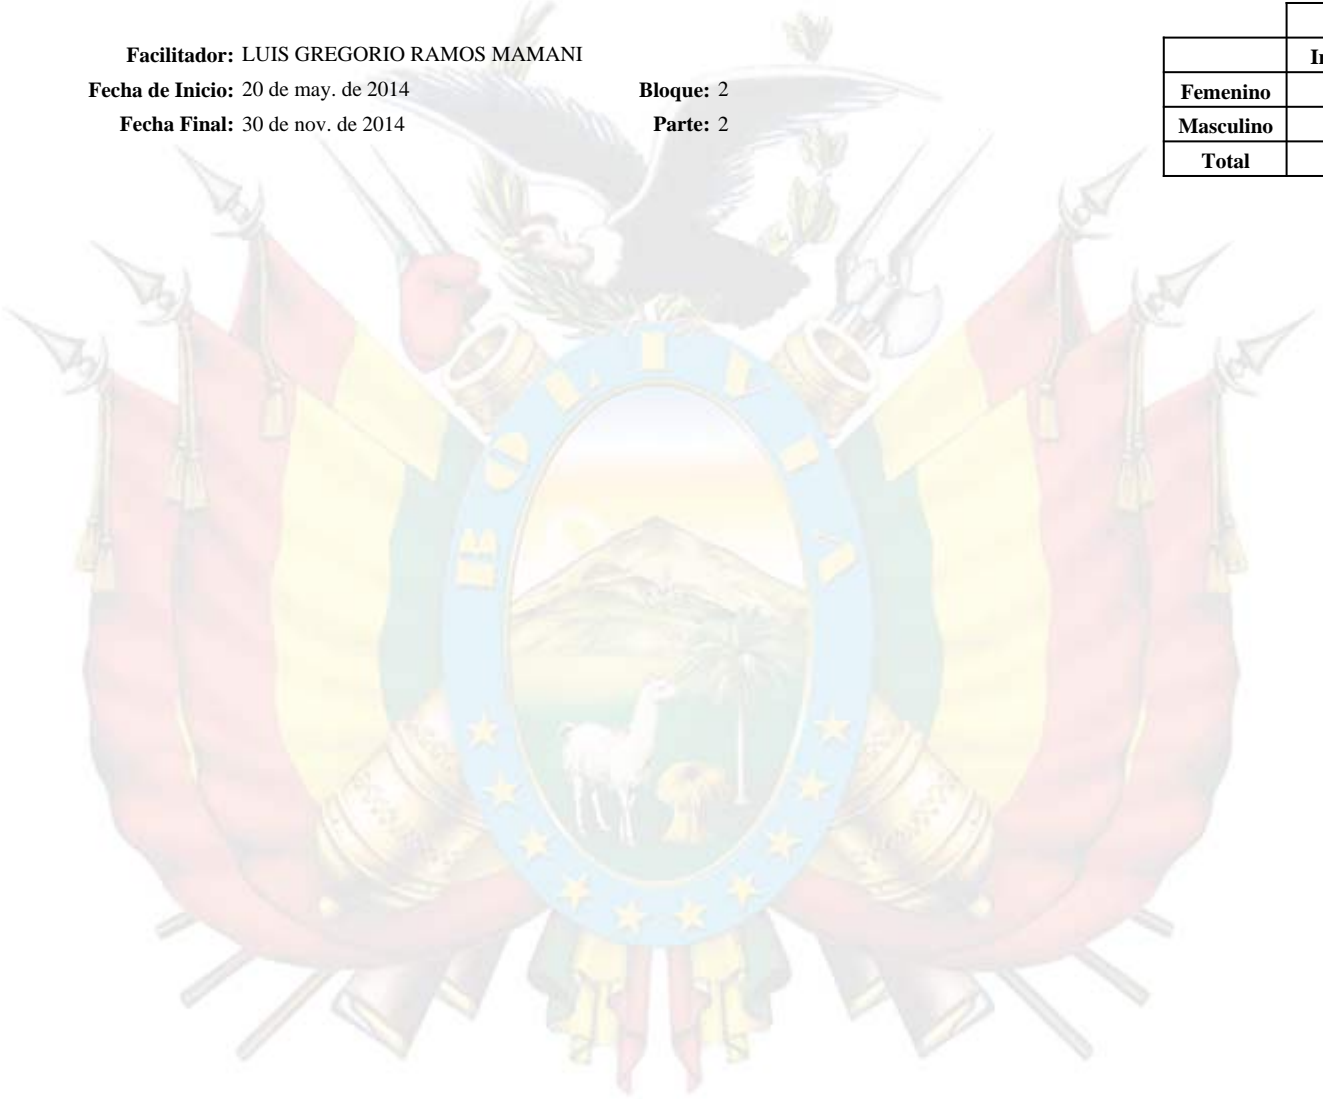 Facilitador: LUIS GREGORIO RAMOS MAMANI
Fecha de Inicio: 20 de may. de 2014 Bloque: 2
Fecha Final: 30 de nov. de 2014 Parte: 2
Femenino
Masculino
Total
BOLIVIA